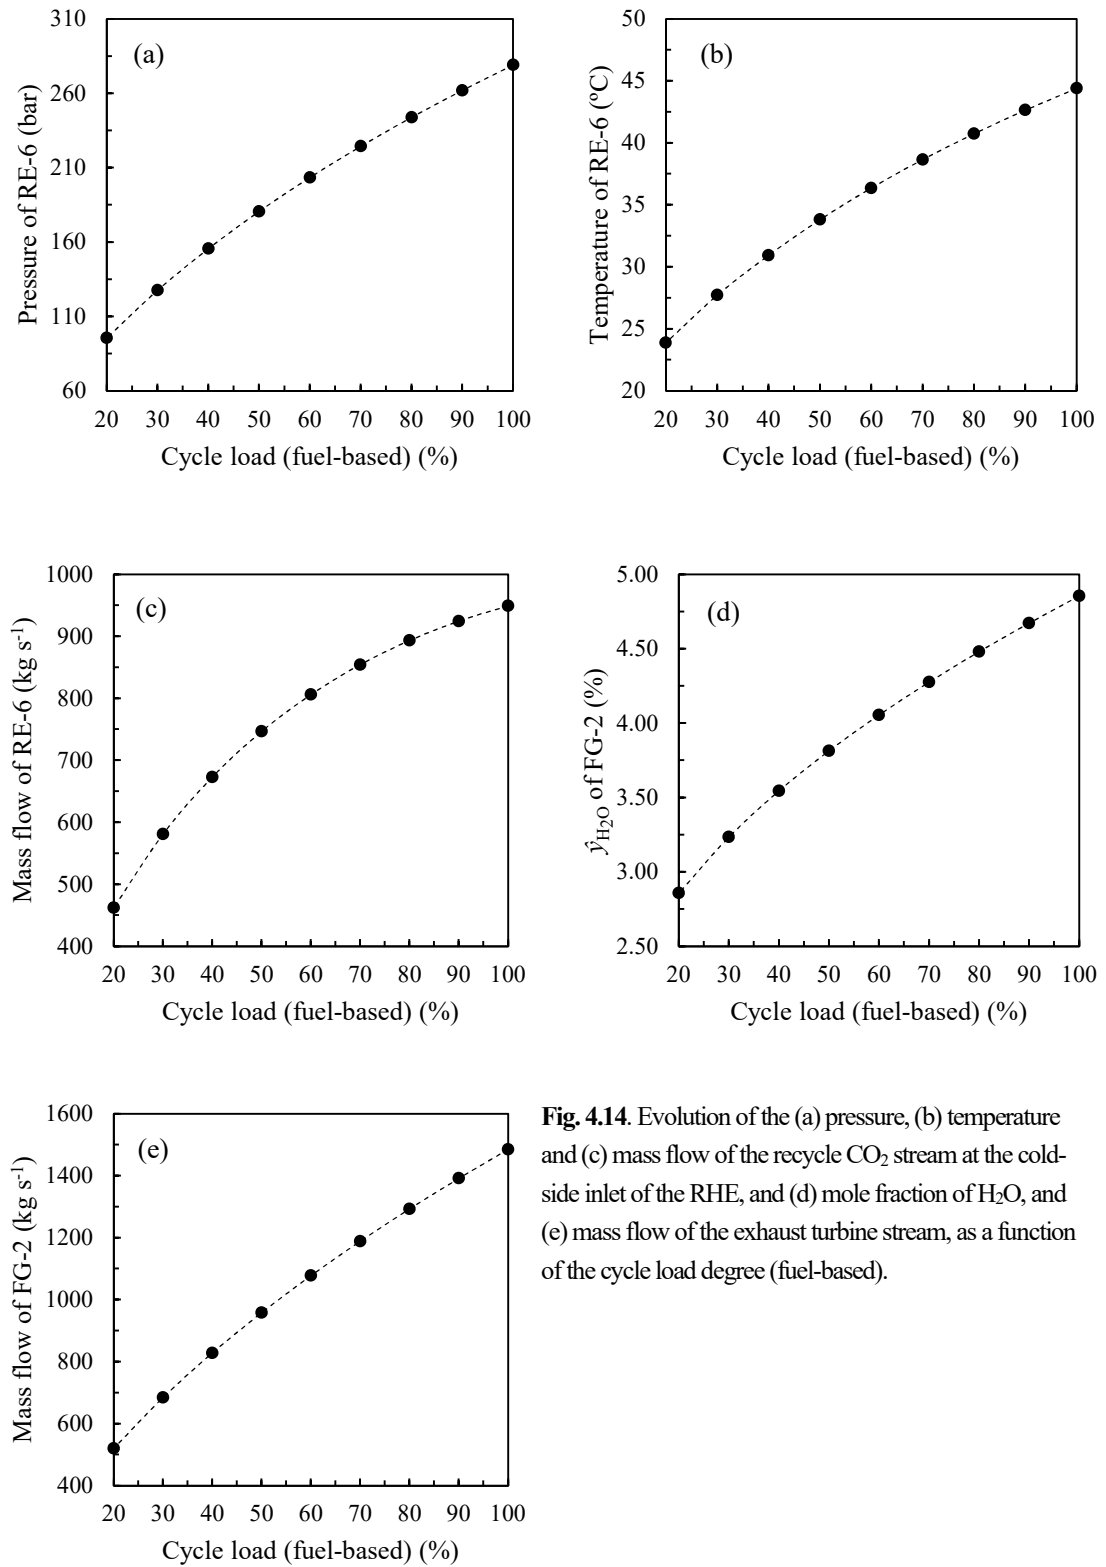 310
260
210
160
110
60
Pressure of RE-6 (bar)
(a)
20 30 40 50 60 70 80 90 100
Cycle load (fuel-based) (%)
50
45
40
35
30
25
20
Temperature of RE-6 (ºC)
(b)
20 30 40 50 60 70 80 90 100
Cycle load (fuel-based) (%)
1000
900
800
700
600
500
400
Mass flow of RE-6 (kg s⁻¹)
(c)
20 30 40 50 60 70 80 90 100
Cycle load (fuel-based) (%)
5.00
4.50
4.00
3.50
3.00
2.50
ŷH₂O of FG-2 (%)
(d)
20 30 40 50 60 70 80 90 100
Cycle load (fuel-based) (%)
1600
1400
1200
1000
800
600
400
Mass flow of FG-2 (kg s⁻¹)
(e)
20 30 40 50 60 70 80 90 100
Cycle load (fuel-based) (%)
Fig. 4.14. Evolution of the (a) pressure, (b) temperature
and (c) mass flow of the recycle CO₂ stream at the cold-
side inlet of the RHE, and (d) mole fraction of H₂O, and
(e) mass flow of the exhaust turbine stream, as a function
of the cycle load degree (fuel-based).